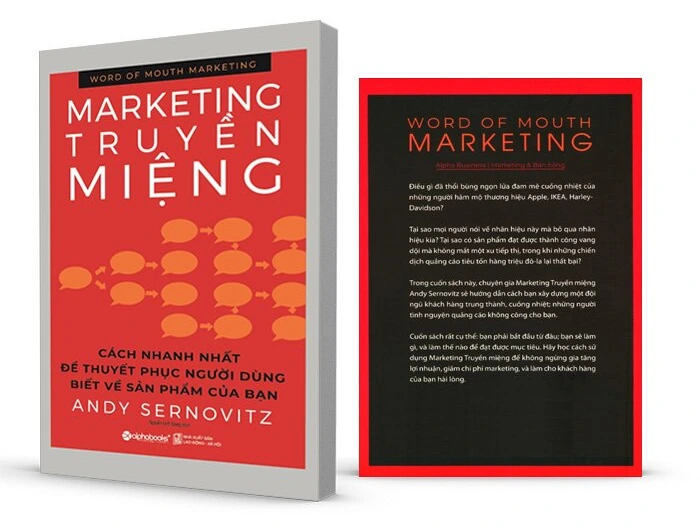 WORD OF MOUTH MARKETING
MARKETING
TRUYỀN
MIỆNG
CÁCH NHANH NHẤT
ĐỂ THUYẾT PHỤC NGƯỜI DÙNG
BIẾT VỀ SẢN PHẨM CỦA BẠN
ANDY SERNOVITZ
alphabooks
NHÀ XUẤT BẢN
LAO ĐỘNG - XÃ HỘI
WORD OF MOUTH
MARKETING
Alpha Business | Marketing & Bán hàng
Điều gì đã thổi bùng ngọn lửa đam mê cuồng nhiệt của
những người hâm mộ thương hiệu Apple, IKEA, Harley-
Davidson?
Tại sao mọi người nói về nhãn hiệu này mà bỏ qua nhãn
hiệu kia? Tại sao có sản phẩm đạt được thành công vang
dội mà không mất một xu tiếp thị, trong khi những chiến
dịch quảng cáo tiêu tốn hàng triệu đô-la lại thất bại?
Trong cuốn sách này, chuyên gia Marketing Truyền miệng
Andy Sernovitz sẽ hướng dẫn cách bạn xây dựng một đội
ngũ khách hàng trung thành, cuồng nhiệt; những người
tình nguyện quảng cáo không công cho bạn.
Cuốn sách rất cụ thể: bạn phải bắt đầu từ đâu; bạn sẽ làm
gì, và làm thế nào để đạt được mục tiêu. Hãy học cách sử
dụng Marketing Truyền miệng để không ngừng gia tăng
lợi nhuận, giảm chi phí marketing, và làm cho khách hàng
của bạn hài lòng.